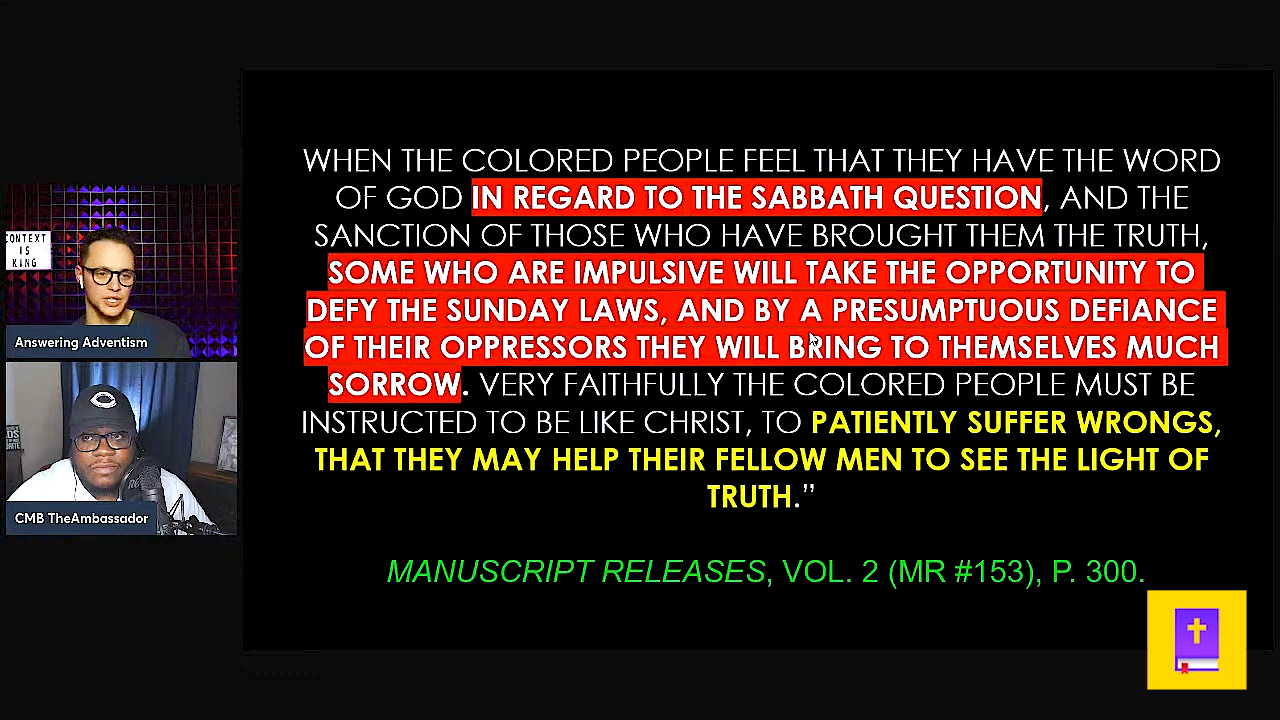 WHEN THE COLORED PEOPLE FEEL THAT THEY HAVE THE WORD
OF GOD IN REGARD TO THE SABBATH QUESTION, AND THE
SANCTION OF THOSE WHO HAVE BROUGHT THEM THE TRUTH,
SOME WHO ARE IMPULSIVE WILL TAKE THE OPPORTUNITY TO
DEFY THE SUNDAY LAWS, AND BY A PRESUMPTUOUS DEFIANCE
OF THEIR OPPRESSORS THEY WILL BRING TO THEMSELVES MUCH
SORROW. VERY FAITHFULLY THE COLORED PEOPLE MUST BE
INSTRUCTED TO BE LIKE CHRIST, TO PATIENTLY SUFFER WRONGS,
THAT THEY MAY HELP THEIR FELLOW MEN TO SEE THE LIGHT OF
TRUTH.”
MANUSCRIPT RELEASES, VOL. 2 (MR #153), P. 300.
CONTEXT
IS
KING
Answering Adventism
CMB TheAmbassador